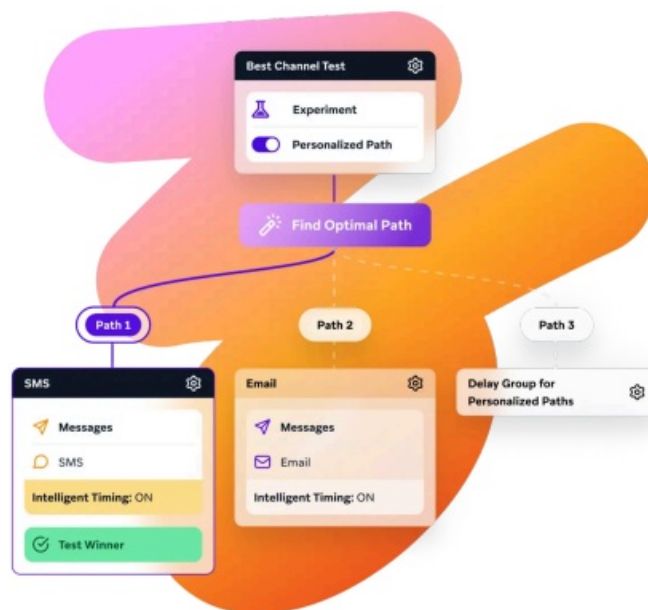 Best Channel Test
Experiment
Personalized Path
Find Optimal Path
Path 1
Path 2
Path 3
SMS
Messages
SMS
Intelligent Timing: ON
Test Winner
Email
Messages
Email
Intelligent Timing: ON
Delay Group for
Personalized Paths